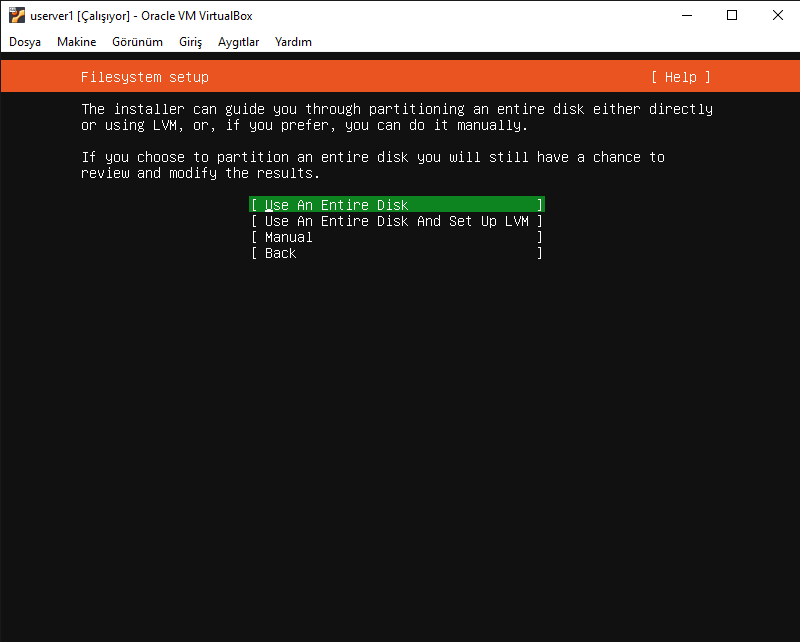 userver1 [Çalışıyor] - Oracle VM VirtualBox
Dosya Makine Görünüm Giriş Aygıtlar Yardım
Filesystem setup [ Help ]
The installer can guide you through partitioning an entire disk either directly
or using LVM, or, if you prefer, you can do it manually.
If you choose to partition an entire disk you will still have a chance to
review and modify the results.
[ Use An Entire Disk ]
[ Use An Entire Disk And Set Up LVM ]
[ Manual ]
[ Back ]